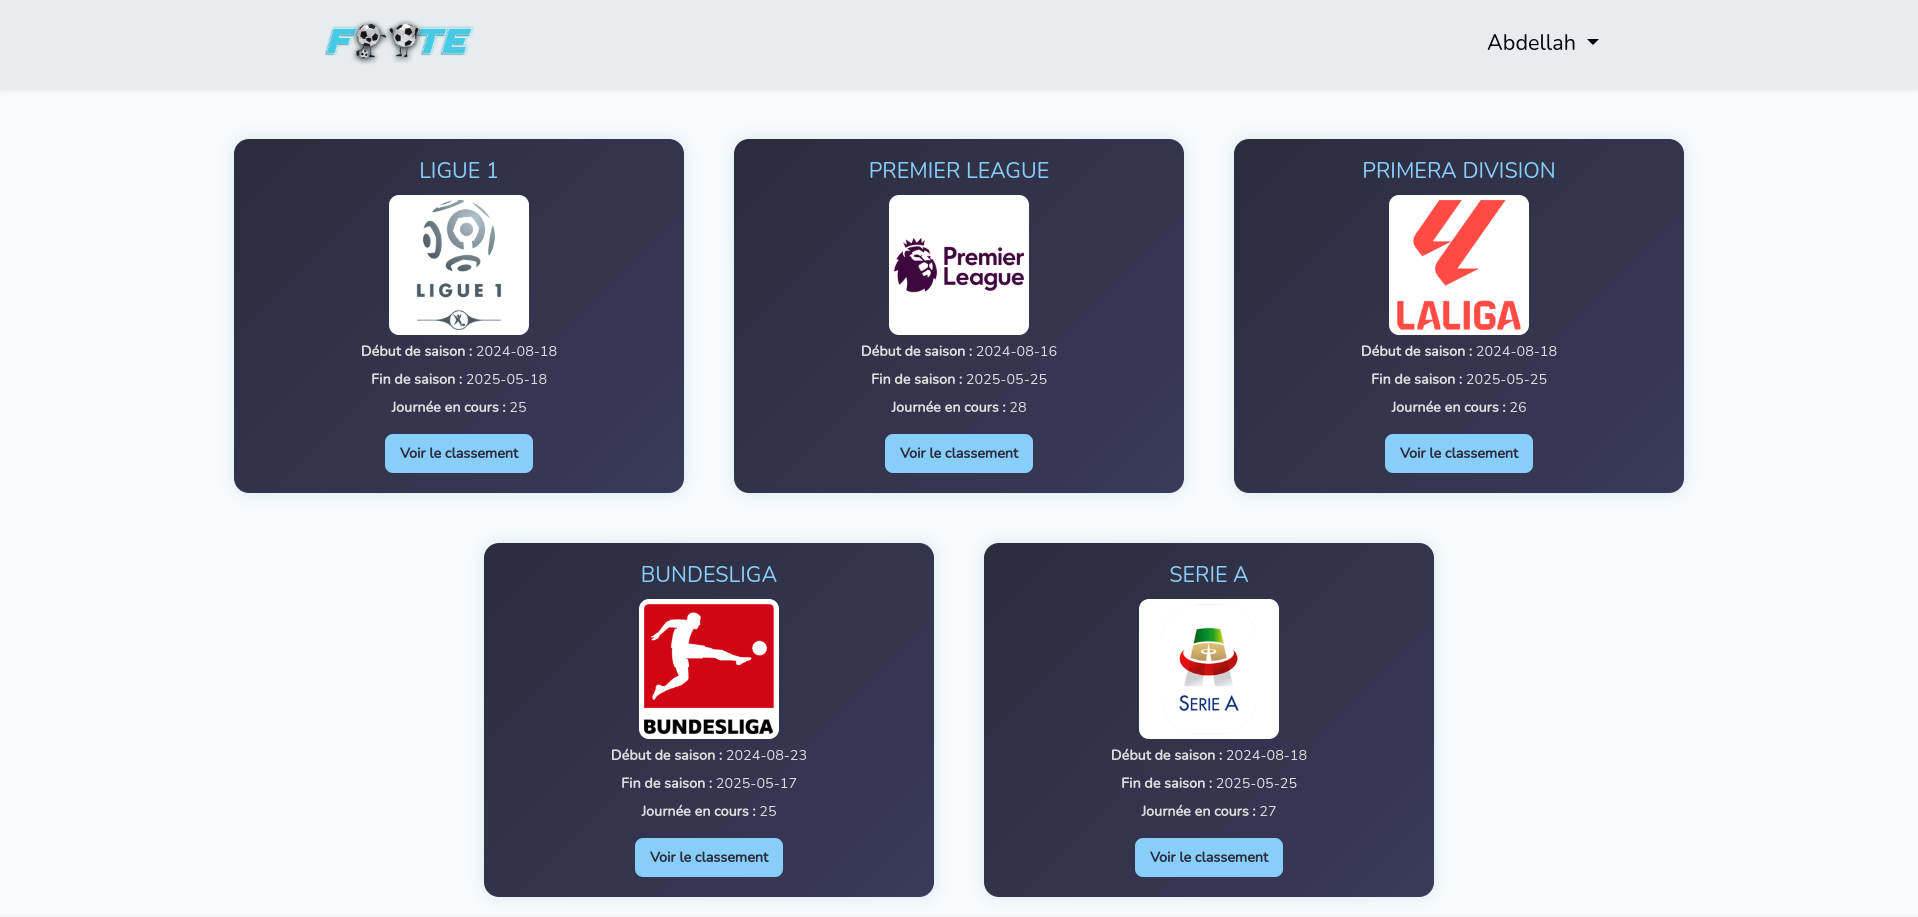 FOOTE
Abdellah
LIGUE 1
LIGUE 1
Début de saison : 2024-08-18
Fin de saison : 2025-05-18
Journée en cours : 25
Voir le classement
PREMIER LEAGUE
Premier
League
Début de saison : 2024-08-16
Fin de saison : 2025-05-25
Journée en cours : 28
Voir le classement
PRIMERA DIVISION
LALIGA
Début de saison : 2024-08-18
Fin de saison : 2025-05-25
Journée en cours : 26
Voir le classement
BUNDESLIGA
BUNDESLIGA
Début de saison : 2024-08-23
Fin de saison : 2025-05-17
Journée en cours : 25
Voir le classement
SERIE A
SERIE A
Début de saison : 2024-08-18
Fin de saison : 2025-05-25
Journée en cours : 27
Voir le classement